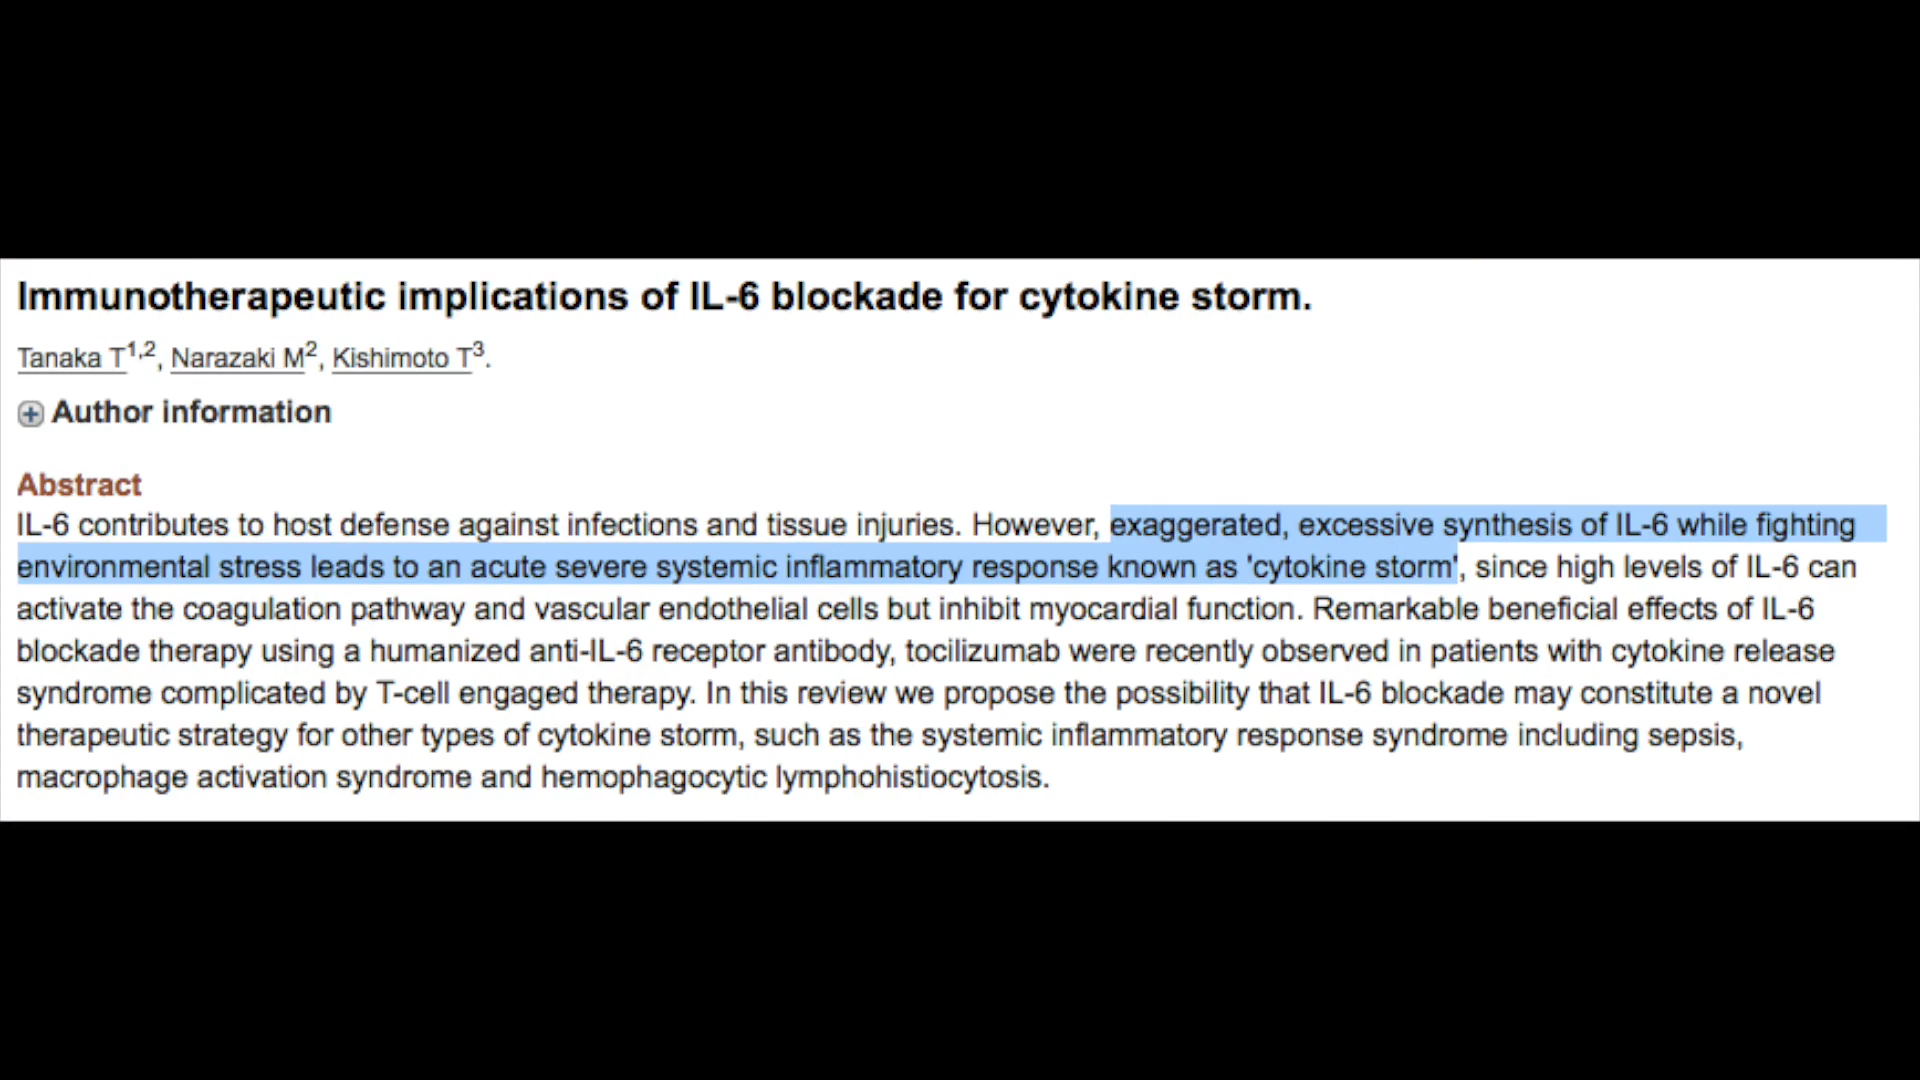 Immunotherapeutic implications of IL-6 blockade for cytokine storm.
Tanaka T1,2, Narazaki M2, Kishimoto T3.
Author information
Abstract
IL-6 contributes to host defense against infections and tissue injuries. However, exaggerated, excessive synthesis of IL-6 while fighting
environmental stress leads to an acute severe systemic inflammatory response known as 'cytokine storm', since high levels of IL-6 can
activate the coagulation pathway and vascular endothelial cells but inhibit myocardial function. Remarkable beneficial effects of IL-6
blockade therapy using a humanized anti-IL-6 receptor antibody, tocilizumab were recently observed in patients with cytokine release
syndrome complicated by T-cell engaged therapy. In this review we propose the possibility that IL-6 blockade may constitute a novel
therapeutic strategy for other types of cytokine storm, such as the systemic inflammatory response syndrome including sepsis,
macrophage activation syndrome and hemophagocytic lymphohistiocytosis.